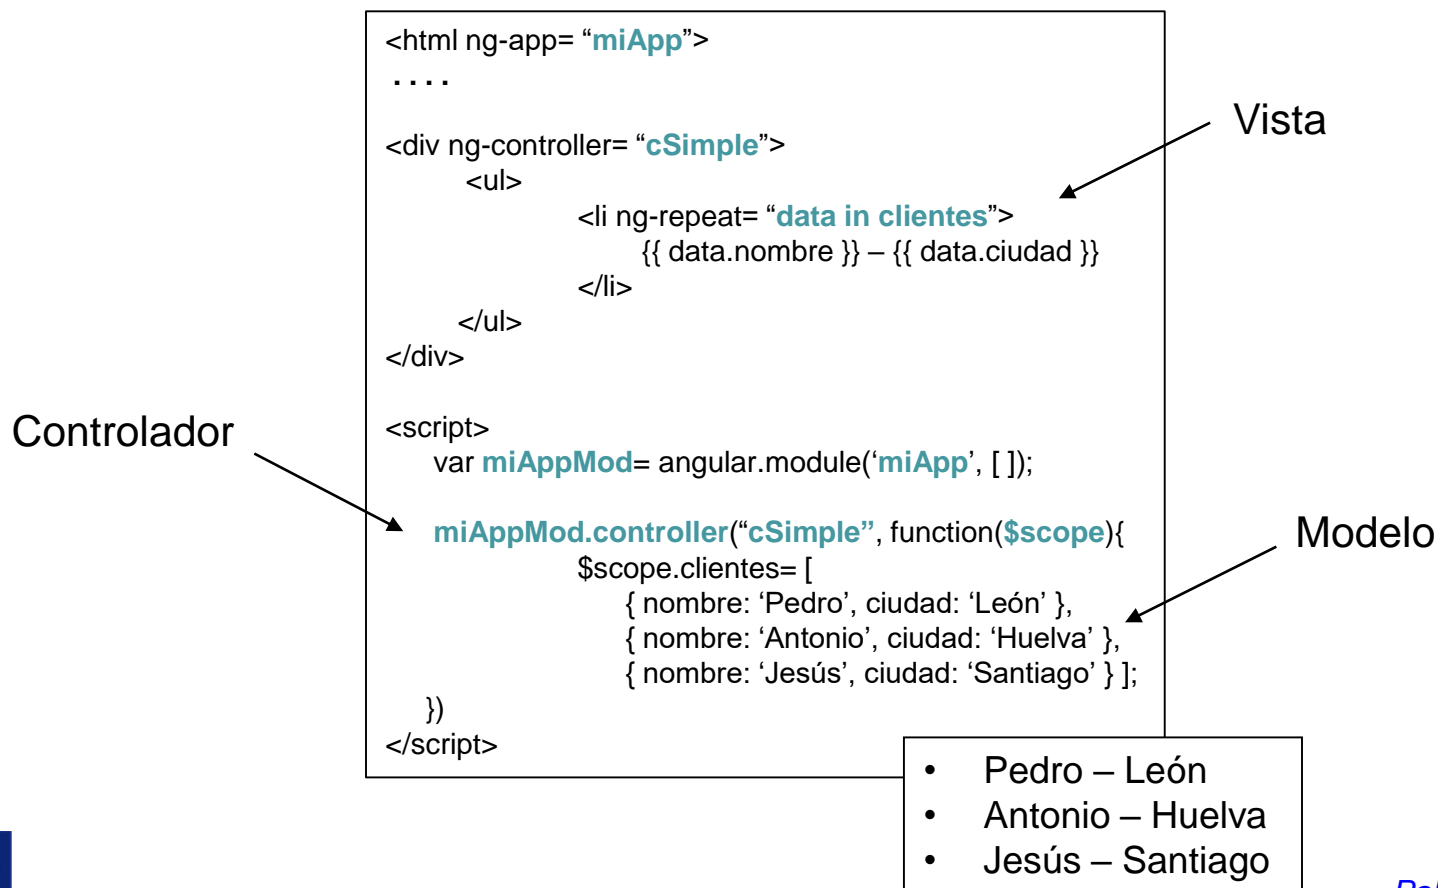 <html ng-app= “miApp”>
. . . .
Vista
<div ng-controller= “cSimple”>
<ul>
<li ng-repeat= “data in clientes”>
{{ data.nombre }} – {{ data.ciudad }}
</li>
</ul>
</div>
Controlador
<script>
var miAppMod= angular.module(‘miApp’, [ ]);
miAppMod.controller(“cSimple”, function($scope){
Modelo
$scope.clientes= [
{ nombre: ‘Pedro’, ciudad: ‘León’ },
{ nombre: ‘Antonio’, ciudad: ‘Huelva’ },
{ nombre: ‘Jesús’, ciudad: ‘Santiago’ } ];
})
</script>
• Pedro – León
• Antonio – Huelva
• Jesús – Santiago